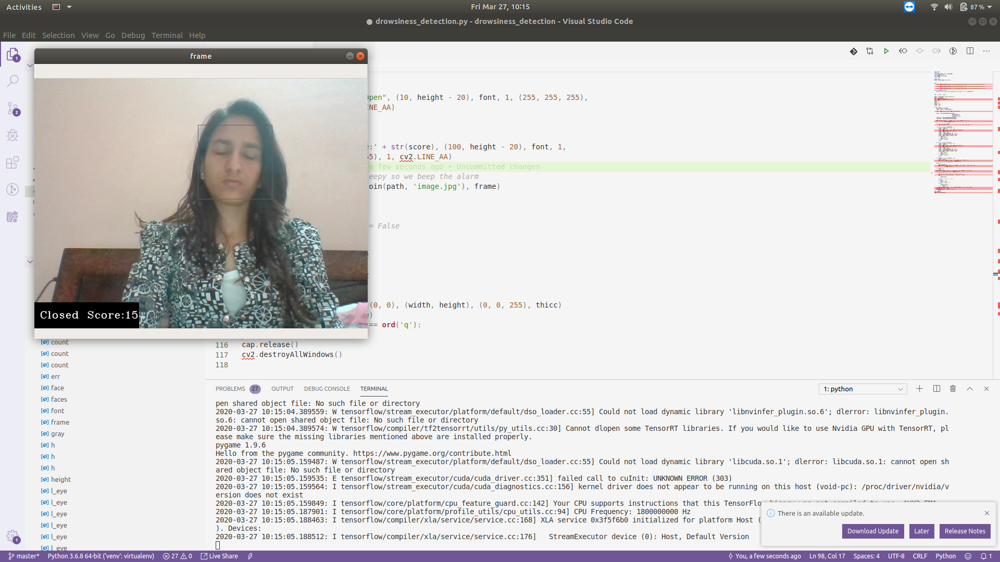 Activities
Fri Mar 27, 10:15
87 %
● drowsiness_detection.py - drowsiness_detection - Visual Studio Code
File Edit Selection View Go Debug Terminal Help
frame
Open", (10, height - 20), font, 1, (255, 255, 255),
INE_AA)
:' + str(score), (100, height - 20), font, 1,
), 1, cv2.LINE_AA)
a few seconds ago • Uncommitted changes
eepy so we beep the alarm
oin(path, 'image.jpg'), frame)
= False
(0, 0), (width, height), (0, 0, 255), thicc)
)
== ord('q'):
Closed Score:15
116 cap.release()
117 cv2.destroyAllWindows()
118
count
count
count
err
face
faces
font
frame
gray
h
h
h
height
l_eye
l_eye
l_eye
l_eye
l_eye
l_eye
PROBLEMS 27 OUTPUT DEBUG CONSOLE TERMINAL
1: python
pen shared object file: No such file or directory
2020-03-27 10:15:04.389559: W tensorflow/stream_executor/platform/default/dso_loader.cc:55] Could not load dynamic library 'libnvinfer_plugin.so.6'; dlerror: libnvinfer_plugin.
so.6: cannot open shared object file: No such file or directory
2020-03-27 10:15:04.389574: W tensorflow/compiler/tf2tensorrt/utils/py_utils.cc:30] Cannot dlopen some TensorRT libraries. If you would like to use Nvidia GPU with TensorRT, pl
ease make sure the missing libraries mentioned above are installed properly.
pygame 1.9.6
Hello from the pygame community. https://www.pygame.org/contribute.html
2020-03-27 10:15:05.159487: W tensorflow/stream_executor/platform/default/dso_loader.cc:55] Could not load dynamic library 'libcuda.so.1'; dlerror: libcuda.so.1: cannot open sh
ared object file: No such file or directory
2020-03-27 10:15:05.159535: E tensorflow/stream_executor/cuda/cuda_driver.cc:351] failed call to cuInit: UNKNOWN ERROR (303)
2020-03-27 10:15:05.159564: I tensorflow/stream_executor/cuda/cuda_diagnostics.cc:156] kernel driver does not appear to be running on this host (void-pc): /proc/driver/nvidia/v
ersion does not exist
2020-03-27 10:15:05.159849: I tensorflow/core/platform/cpu_feature_guard.cc:142] Your CPU supports instructions that this TensorFlow
2020-03-27 10:15:05.187901: I tensorflow/core/platform/profile_utils/cpu_utils.cc:94] CPU Frequency: 1800000000 Hz
2020-03-27 10:15:05.188463: I tensorflow/compiler/xla/service/service.cc:168] XLA service 0x3f5f6b0 initialized for platform Host (
). Devices:
2020-03-27 10:15:05.188512: I tensorflow/compiler/xla/service/service.cc:176] StreamExecutor device (0): Host, Default Version
There is an available update.
Download Update Later Release Notes
master* Python 3.6.8 64-bit ('venv': virtualenv) 27 0 Live Share
You, a few seconds ago Ln 98, Col 17 Spaces: 4 UTF-8 CRLF Python 1